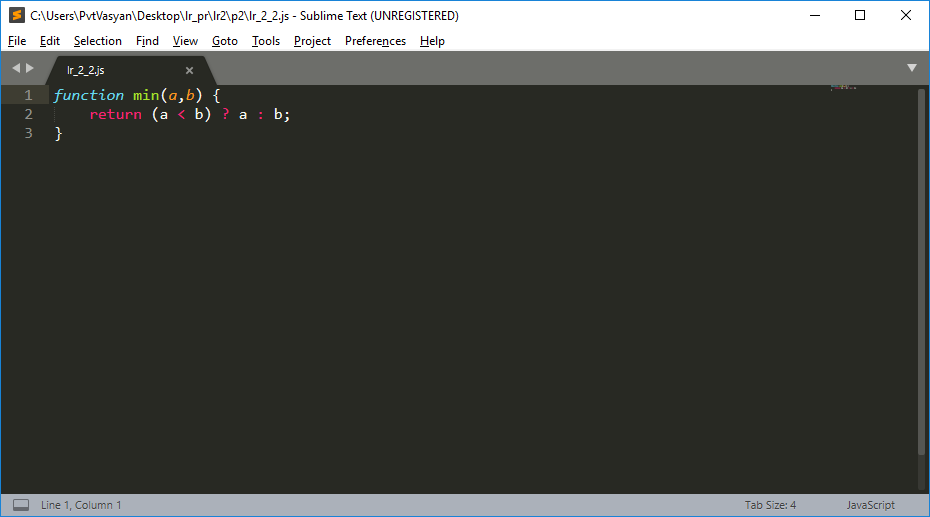 C:\Users\PvtVasyan\Desktop\lr_pr\lr2\p2\lr_2_2.js - Sublime Text (UNREGISTERED)
File Edit Selection Find View Goto Tools Project Preferences Help
lr_2_2.js
1 function min(a,b) {
2     return (a < b) ? a : b;
3 }
Line 1, Column 1 Tab Size: 4 JavaScript